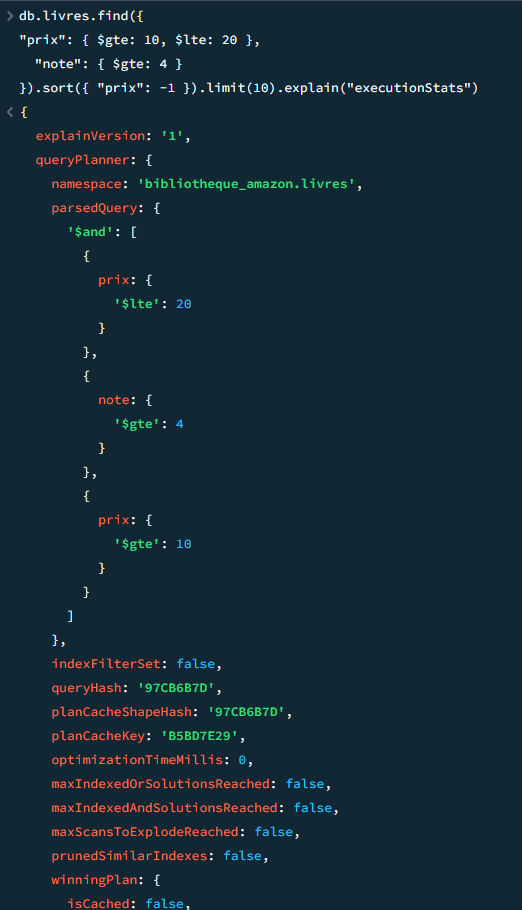 > db.livres.find({
"prix": { $gte: 10, $lte: 20 },
  "note": { $gte: 4 }
}).sort({ "prix": -1 }).limit(10).explain("executionStats")
< {
  explainVersion: '1',
  queryPlanner: {
    namespace: 'bibliotheque_amazon.livres',
    parsedQuery: {
      '$and': [
        {
          prix: {
            '$lte': 20
          }
        },
        {
          note: {
            '$gte': 4
          }
        },
        {
          prix: {
            '$gte': 10
          }
        }
      ]
    },
    indexFilterSet: false,
    queryHash: '97CB6B7D',
    planCacheShapeHash: '97CB6B7D',
    planCacheKey: 'B5BD7E29',
    optimizationTimeMillis: 0,
    maxIndexedOrSolutionsReached: false,
    maxIndexedAndSolutionsReached: false,
    maxScansToExplodeReached: false,
    prunedSimilarIndexes: false,
    winningPlan: {
      isCached: false,